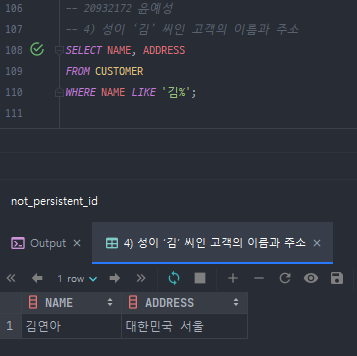 106
-- 20932172 윤예성
107
-- 4) 성이 ‘김’ 씨인 고객의 이름과 주소
108
SELECT NAME, ADDRESS
109
FROM CUSTOMER
110
WHERE NAME LIKE '김%';
111
not_persistent_id
Output ×
4) 성이 ‘김’ 씨인 고객의 이름과 주소 ×
1 row
NAME ADDRESS
1 김연아 대한민국 서울